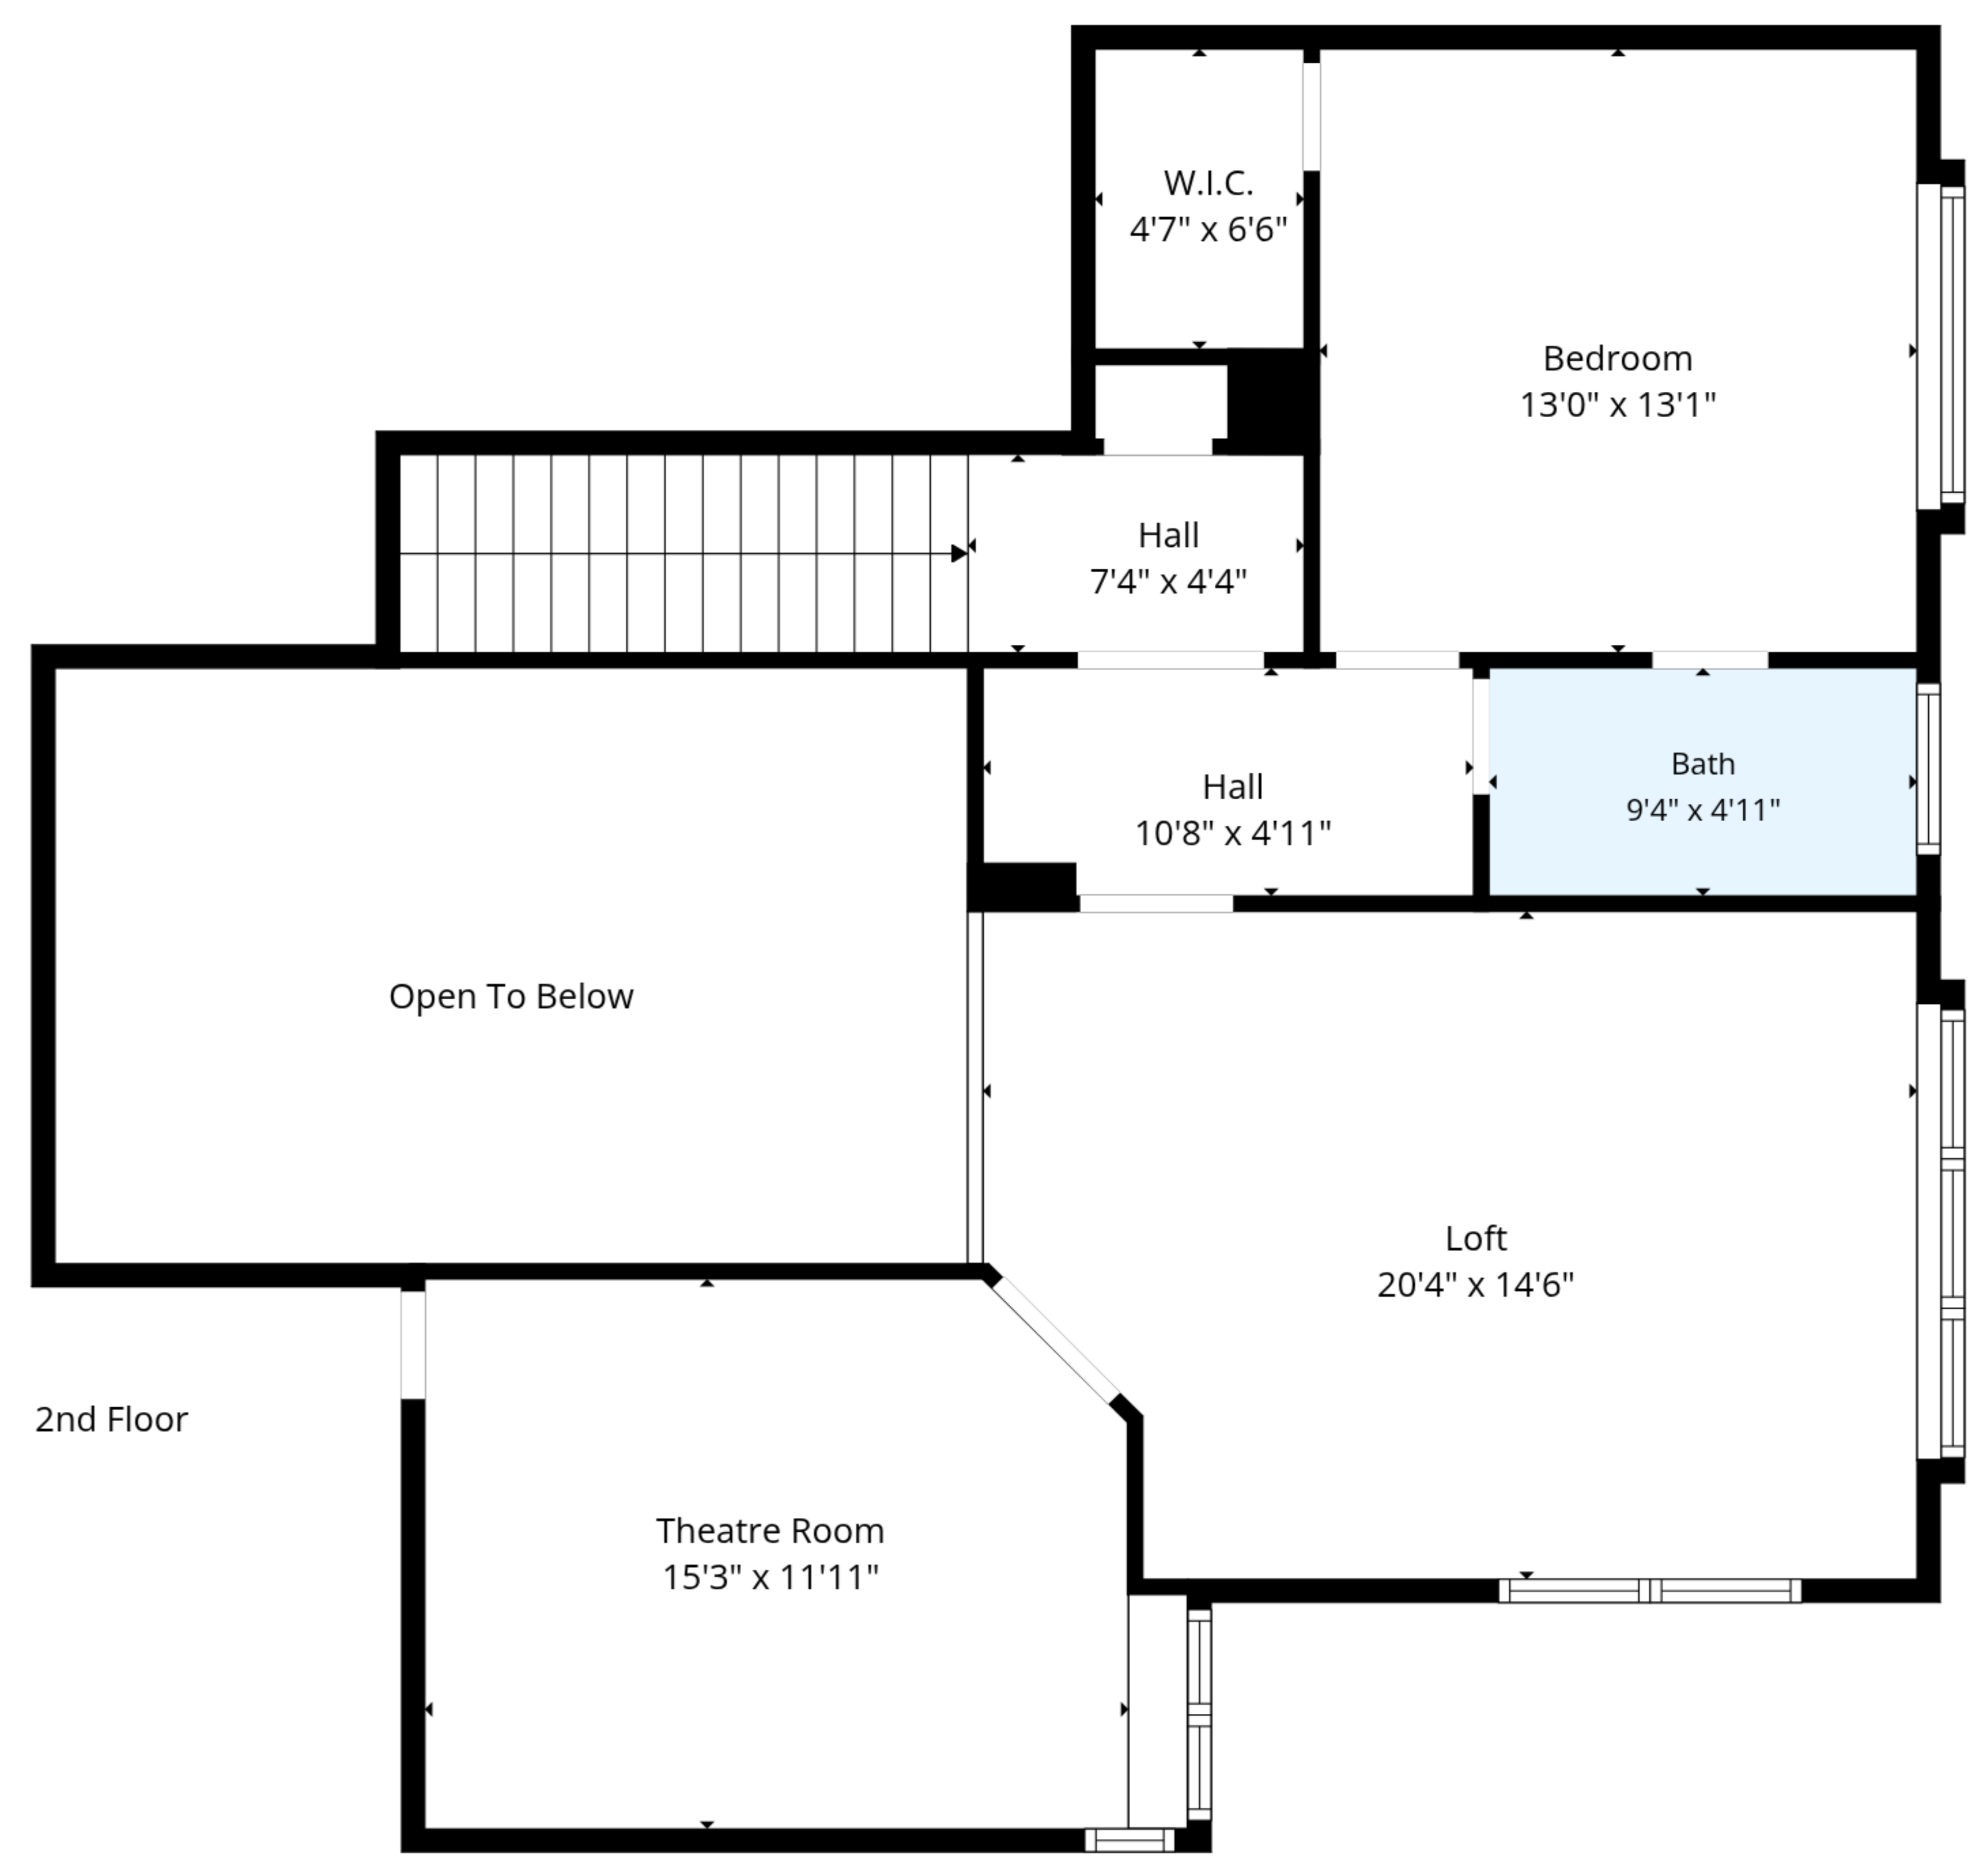 W.I.C.
4'7" x 6'6"
Bedroom
13'0" x 13'1"
Hall
7'4" x 4'4"
Bath
9'4" x 4'11"
Hall
10'8" x 4'11"
Open To Below
Loft
20'4" x 14'6"
2nd Floor
Theatre Room
15'3" x 11'11"